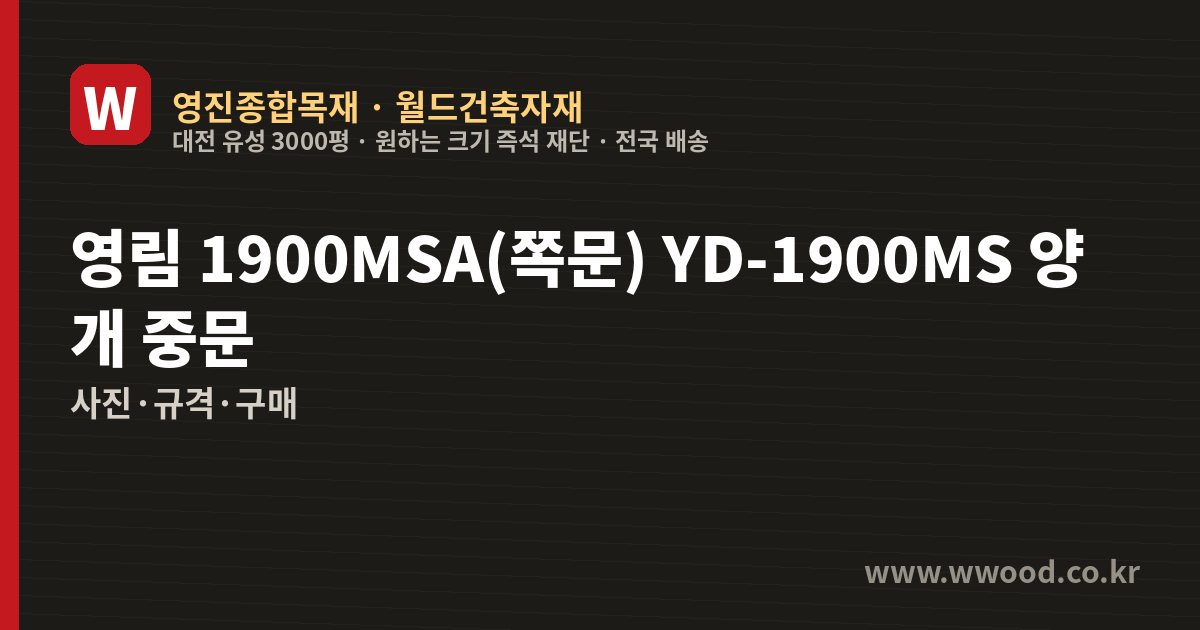 W
영진종합목재 · 월드건축자재
대전 유성 3000평 · 원하는 크기 즉석 재단 · 전국 배송
영림 1900MSA(쪽문) YD-1900MS 양
개 중문
사진·규격·구매
www.wwood.co.kr